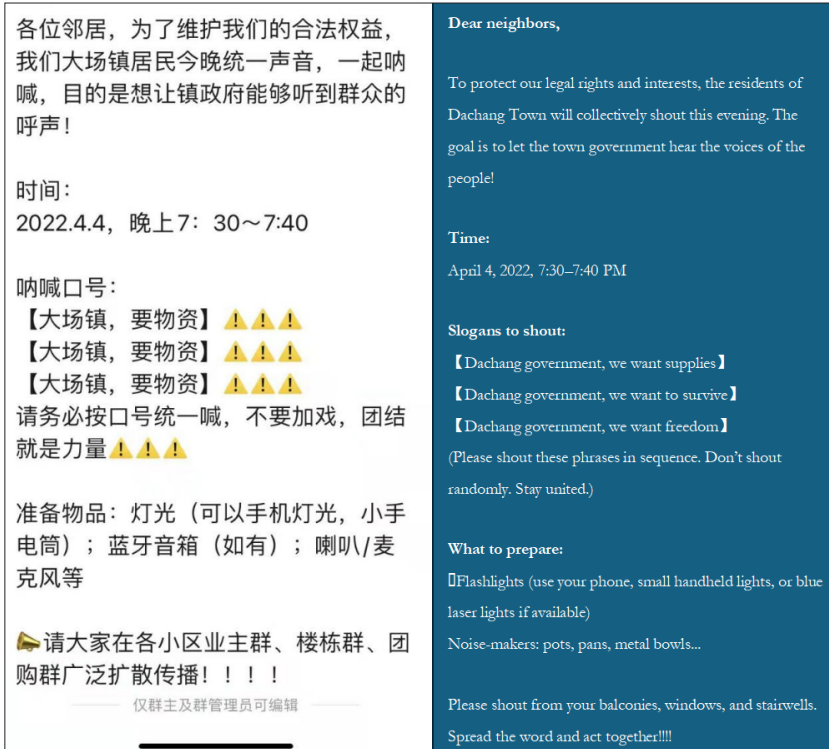 各位邻居，为了维护我们的合法权益，
我们大场镇居民今晚统一声音，一起呐
喊，目的是想让镇政府能够听到群众的
呼声！
时间：
2022.4.4，晚上7：30～7:40
呐喊口号：
【大场镇，要物资】⚠️⚠️⚠️
【大场镇，要物资】⚠️⚠️⚠️
【大场镇，要物资】⚠️⚠️⚠️
请务必按口号统一喊，不要加戏，团结
就是力量⚠️⚠️⚠️
准备物品：灯光（可以手机灯光，小手
电筒）；蓝牙音箱（如有）；喇叭/麦
克风等
📣请大家在各小区业主群、楼栋群、团
购群广泛扩散传播！！！！
仅群主及群管理员可编辑
Dear neighbors,
To protect our legal rights and interests, the residents of
Dachang Town will collectively shout this evening. The
goal is to let the town government hear the voices of the
people!
Time:
April 4, 2022, 7:30–7:40 PM
Slogans to shout:
【Dachang government, we want supplies】
【Dachang government, we want to survive】
【Dachang government, we want freedom】
(Please shout these phrases in sequence. Don't shout
randomly. Stay united.)
What to prepare:
▯Flashlights (use your phone, small handheld lights, or blue
laser lights if available)
Noise-makers: pots, pans, metal bowls...
Please shout from your balconies, windows, and stairwells.
Spread the word and act together!!!!